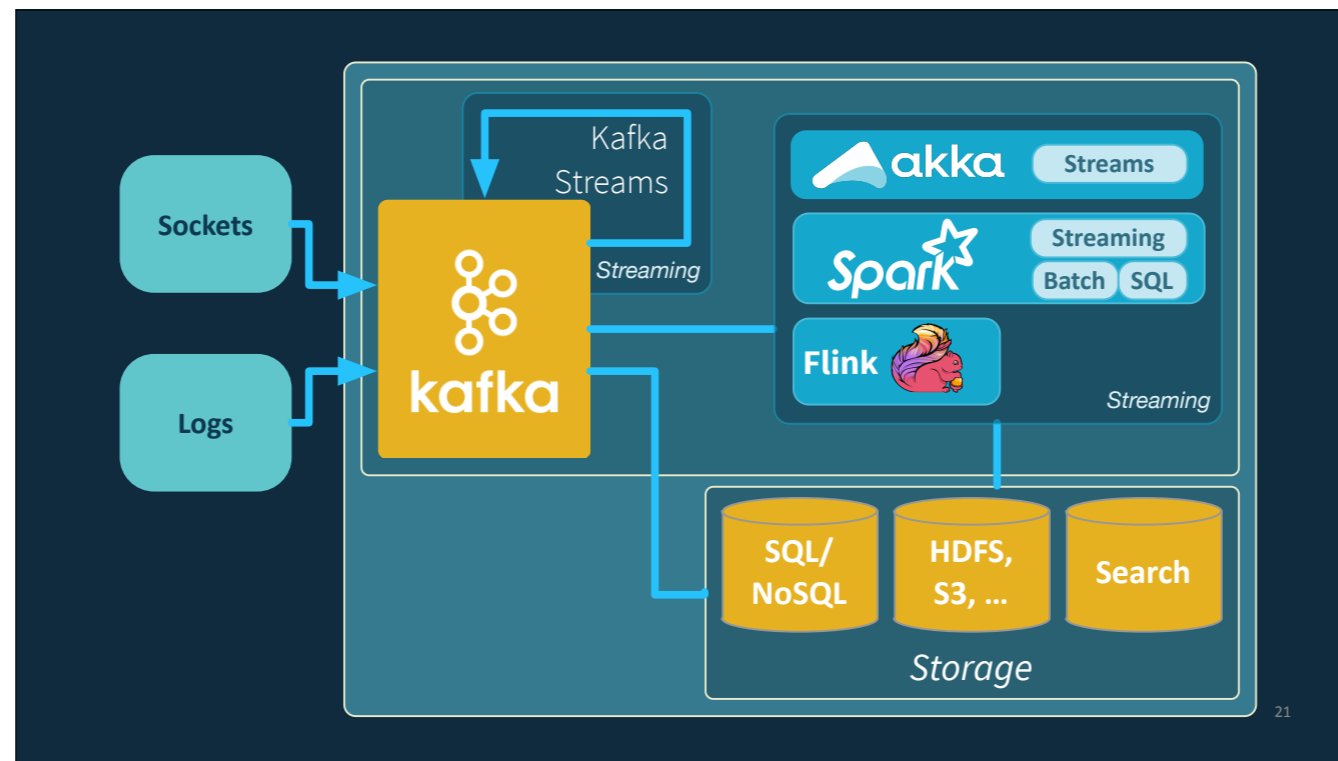 Sockets
Logs
Kafka
Streams
Streaming
kafka
akka
Streams
Spark
Streaming
Batch
SQL
Flink
Streaming
SQL/
NoSQL
HDFS,
S3, …
Search
Storage
21